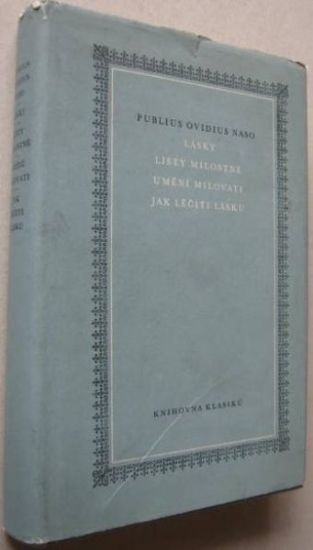 PUBLIUS OVIDIUS NASO
LÁSKY
LISTY MILOSTNÉ
UMĚNÍ MILOVATI
JAK LÉČITI LÁSKU
KNIHOVNA KLASIKŮ